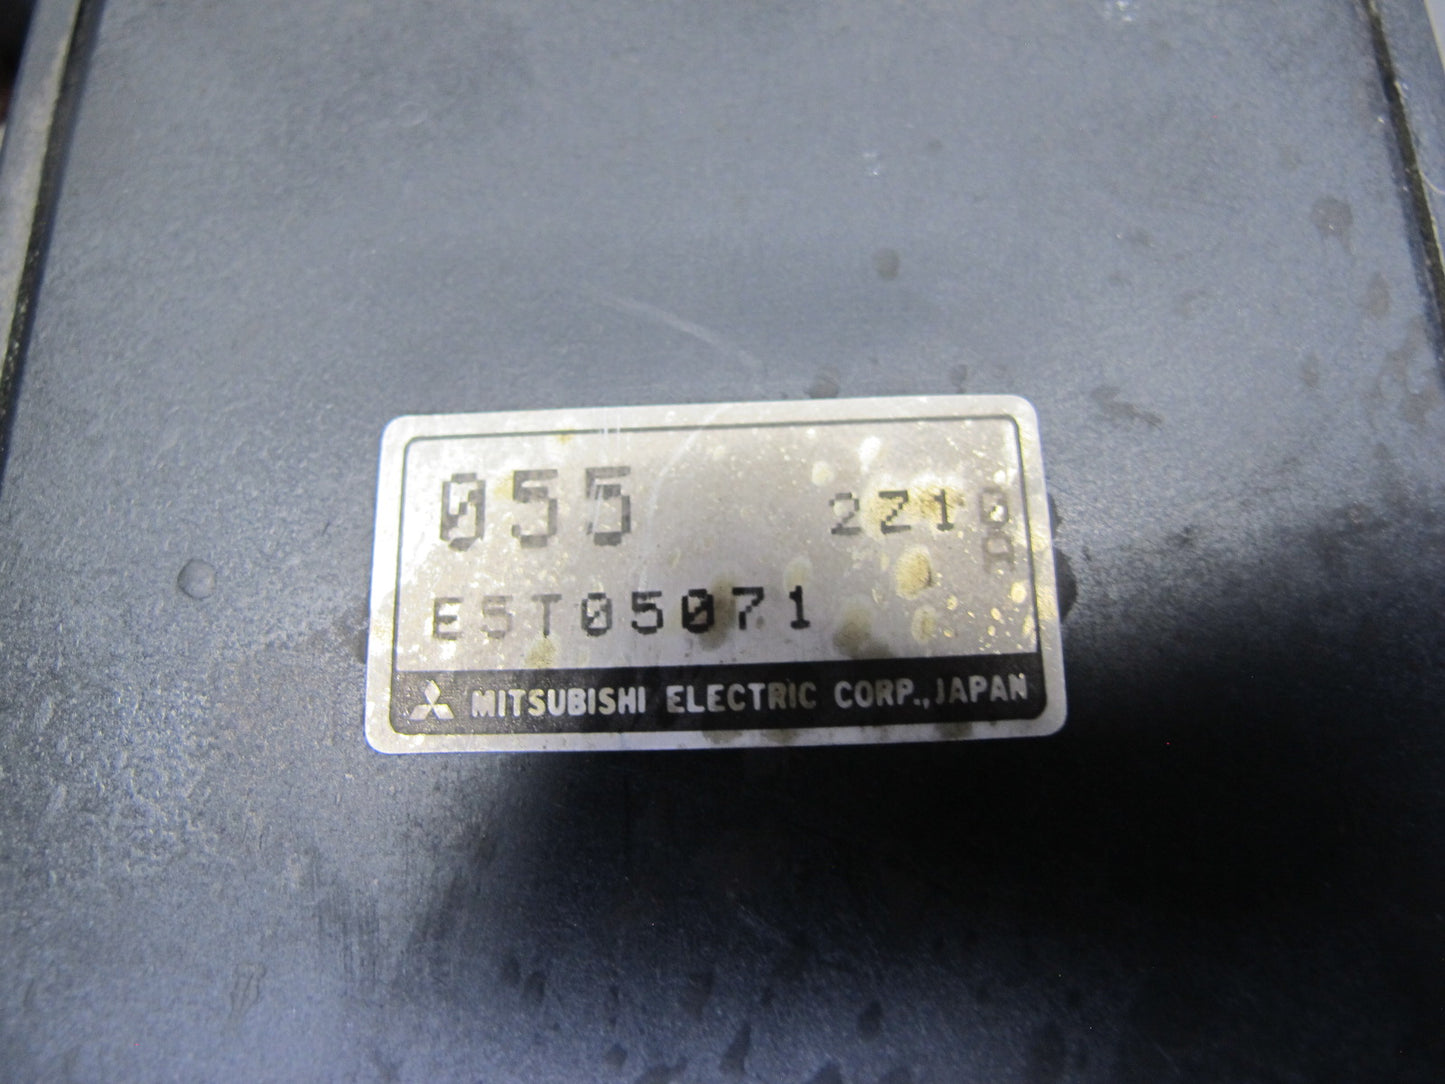 055 2Z10
E5T05071
MITSUBISHI ELECTRIC CORP., JAPAN